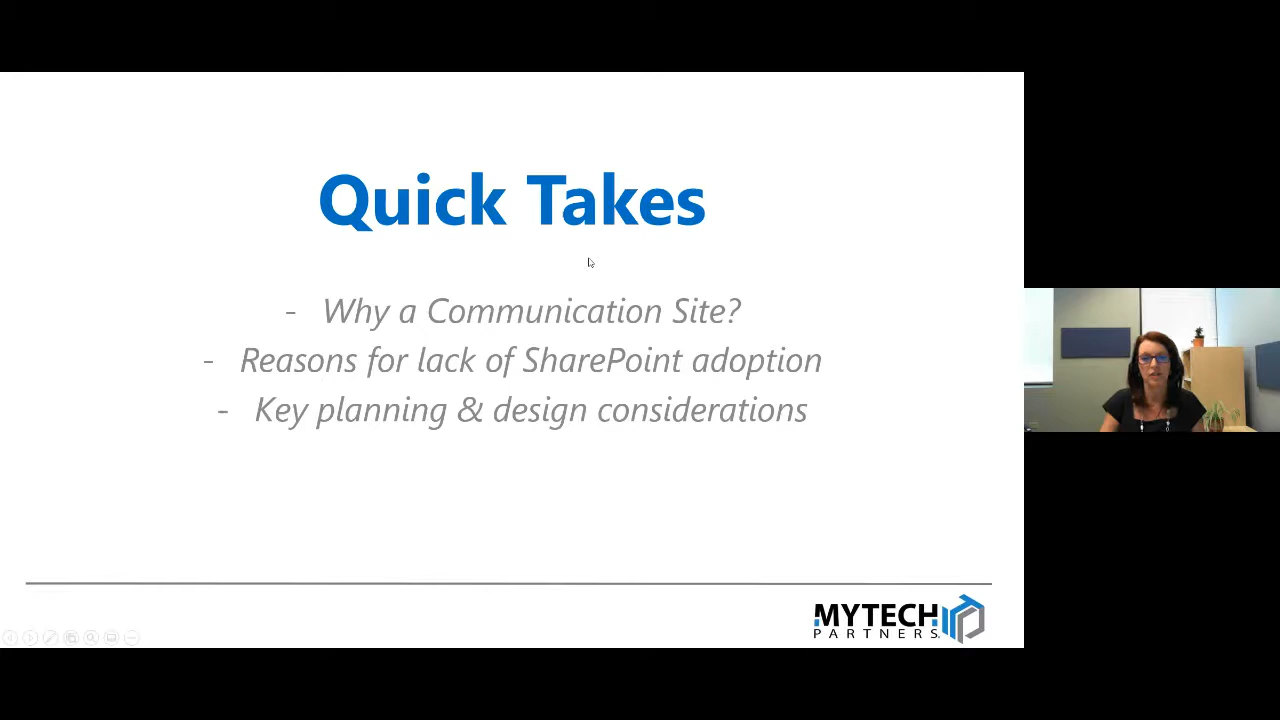 Quick Takes
- Why a Communication Site?
- Reasons for lack of SharePoint adoption
- Key planning & design considerations
MYTECH
PARTNERS